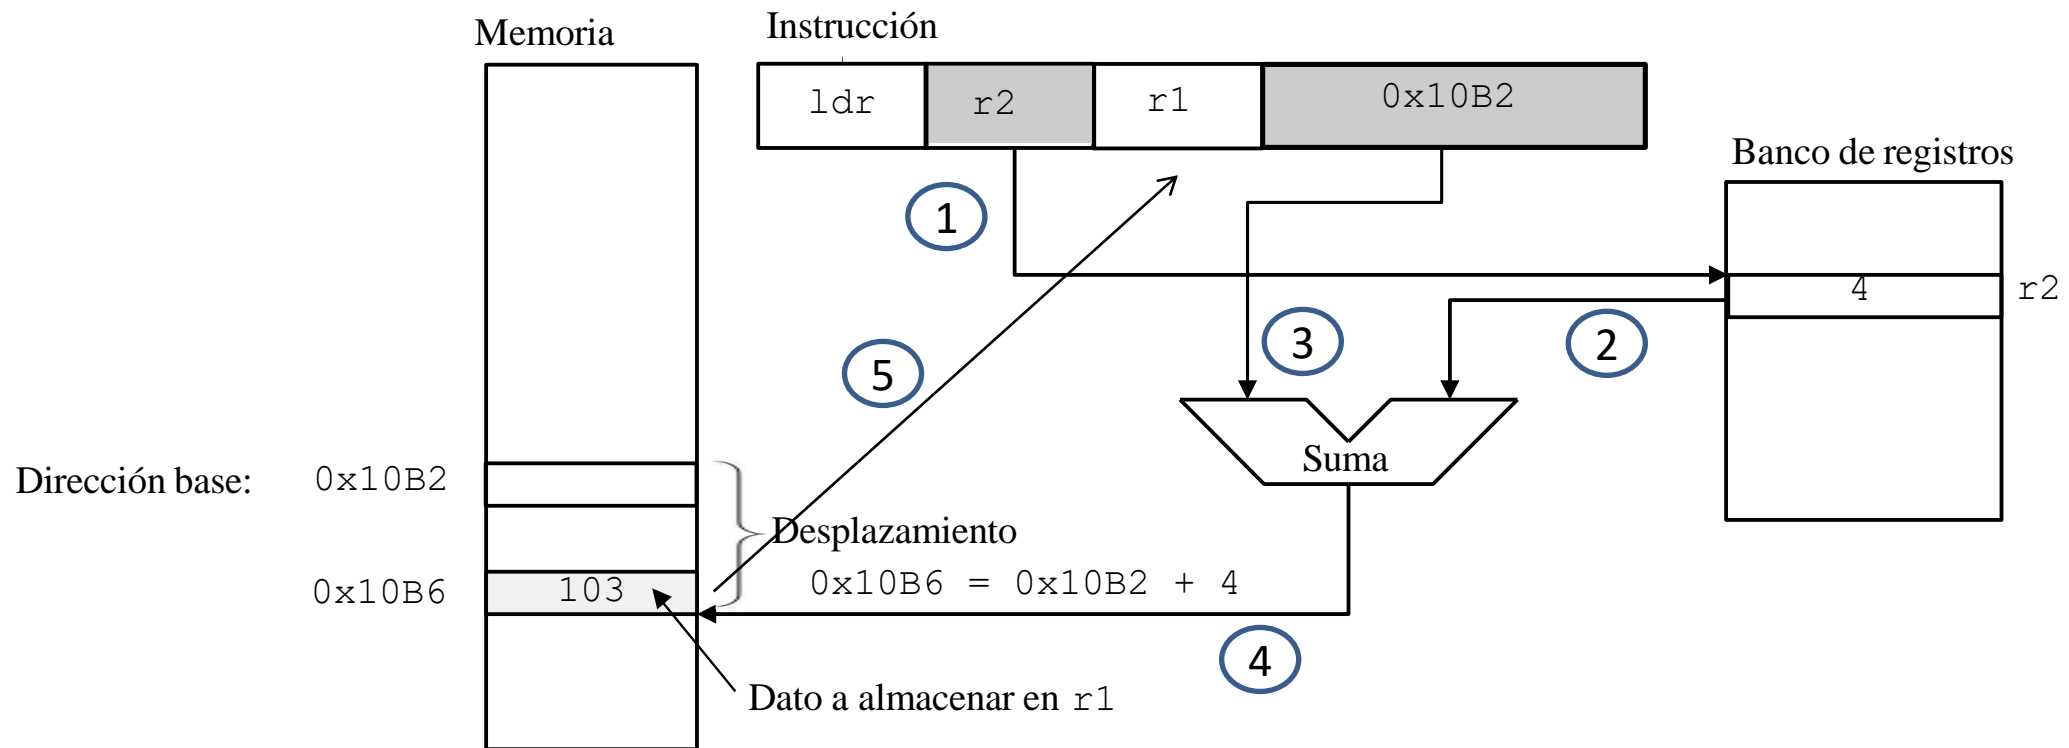 Memoria
Instrucción
ldr r2 r1 0x10B2
Banco de registros
1
4 r2
3
2
5
Suma
Dirección base: 0x10B2
Desplazamiento
0x10B6 103 0x10B6 = 0x10B2 + 4
4
Dato a almacenar en r1